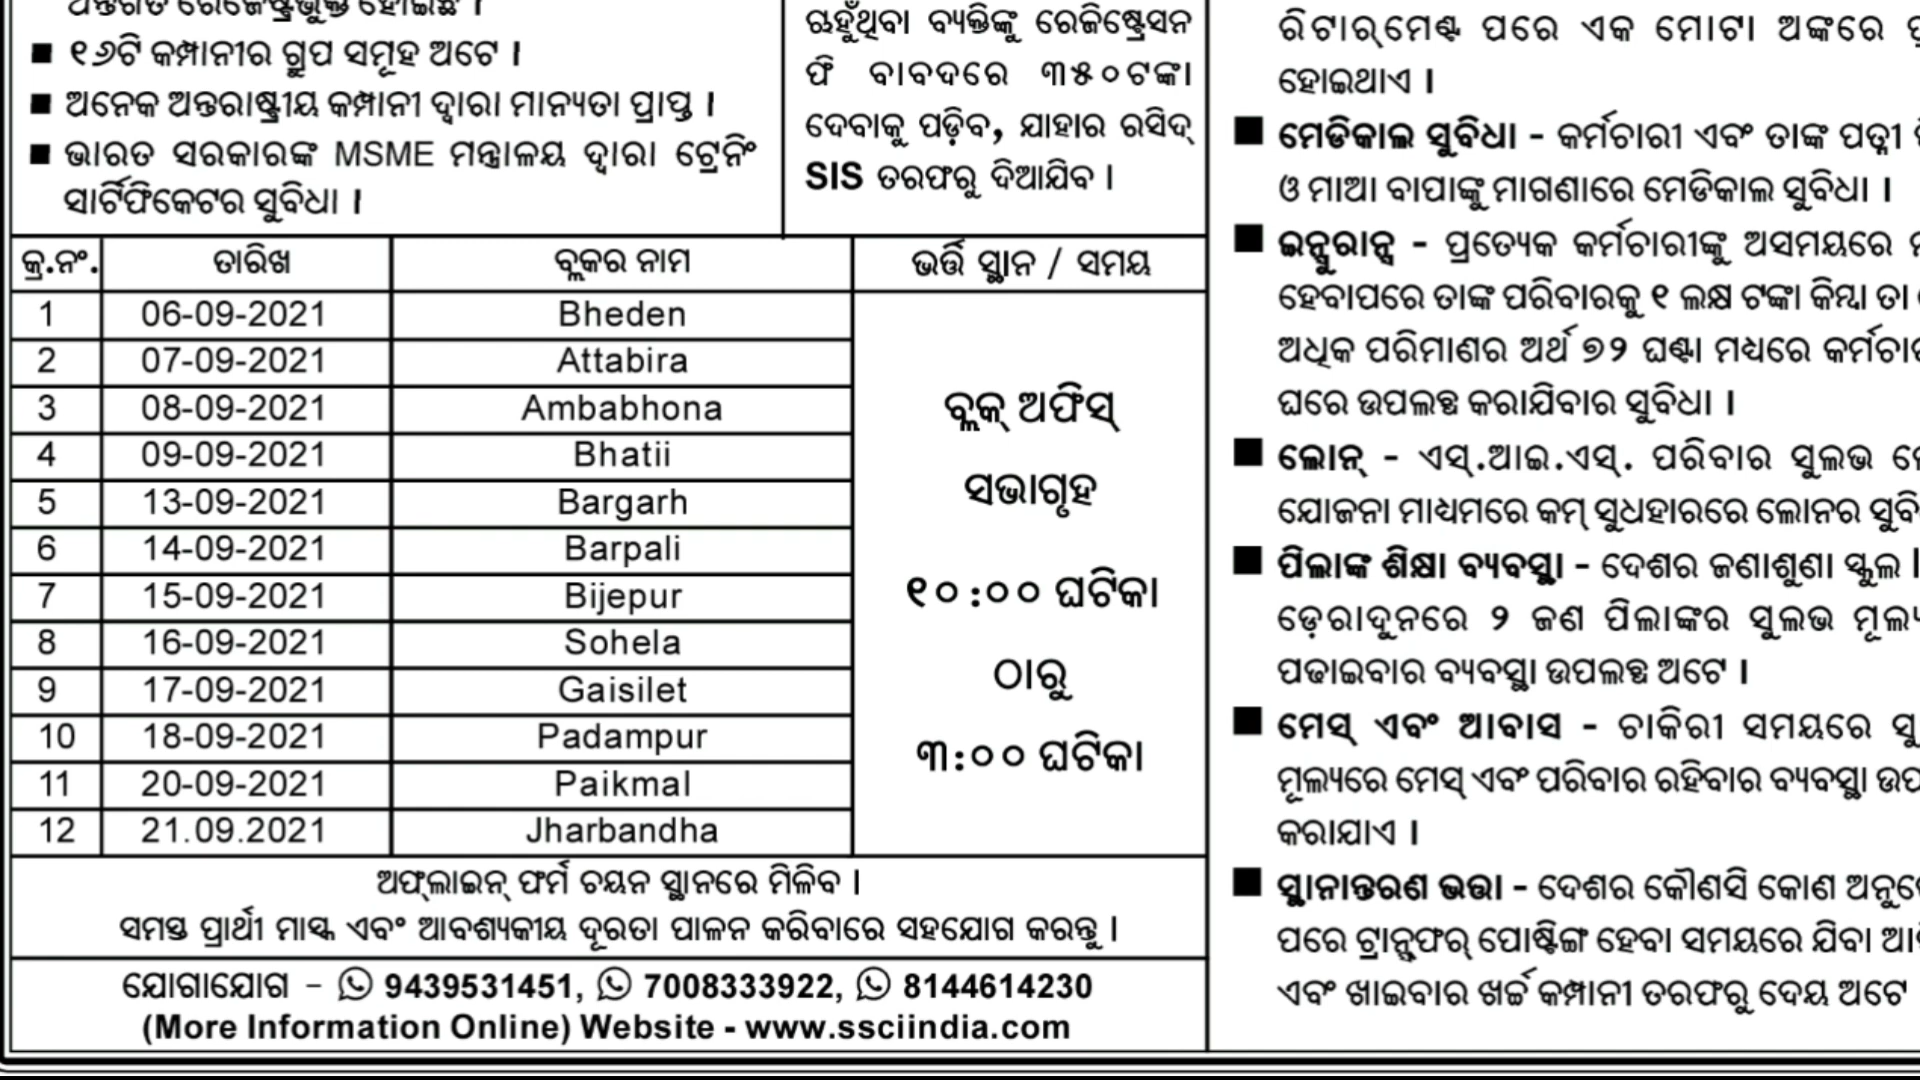 ଅନ୍ତର୍ଗତ ରେଜେଷ୍ଟ୍ରିଭୁକ୍ତ ହୋଇଛି ।
■ ୧୬ଟି କମ୍ପାନୀର ଗ୍ରୁପ ସମୂହ ଅଟେ ।
■ ଅନେକ ଅନ୍ତରାଷ୍ଟ୍ରୀୟ କମ୍ପାନୀ ଦ୍ୱାରା ମାନ୍ୟତା ପ୍ରାପ୍ତ ।
■ ଭାରତ ସରକାରଙ୍କ MSME ମନ୍ତ୍ରାଳୟ ଦ୍ୱାରା ଟ୍ରେନିଂ
ସାର୍ଟିଫିକେଟର ସୁବିଧା ।
ଚାହୁଁଥିବା ବ୍ୟକ୍ତିଙ୍କୁ ରେଜିଷ୍ଟ୍ରେସନ
ଫି ବାବଦରେ ୩୫୦ଟଙ୍କା
ଦେବାକୁ ପଡ଼ିବ, ଯାହାର ରସିଦ୍
SIS ତରଫରୁ ଦିଆଯିବ ।
କ୍ର.ନଂ. ତାରିଖ ବ୍ଲକର ନାମ ଭର୍ତ୍ତି ସ୍ଥାନ / ସମୟ
1 06-09-2021 Bheden
2 07-09-2021 Attabira
3 08-09-2021 Ambabhona
4 09-09-2021 Bhatii
5 13-09-2021 Bargarh
6 14-09-2021 Barpali
7 15-09-2021 Bijepur
8 16-09-2021 Sohela
9 17-09-2021 Gaisilet
10 18-09-2021 Padampur
11 20-09-2021 Paikmal
12 21.09.2021 Jharbandha
ବ୍ଲକ୍ ଅଫିସ୍
ସଭାଗୃହ
୧୦:୦୦ ଘଟିକା
ଠାରୁ
୩:୦୦ ଘଟିକା
ଅଫ୍‌ଲାଇନ୍ ଫର୍ମ ଚୟନ ସ୍ଥାନରେ ମିଳିବ ।
ସମସ୍ତ ପ୍ରାର୍ଥୀ ମାସ୍କ ଏବଂ ଆବଶ୍ୟକୀୟ ଦୂରତା ପାଳନ କରିବାରେ ସହଯୋଗ କରନ୍ତୁ ।
ଯୋଗାଯୋଗ - 9439531451, 7008333922, 8144614230
(More Information Online) Website - www.ssciindia.com
ରିଟାର୍‌ମେଣ୍ଟ ପରେ ଏକ ମୋଟା ଅଙ୍କରେ
ହୋଇଥାଏ ।
■ ମେଡିକାଲ ସୁବିଧା - କର୍ମଚାରୀ ଏବଂ ତାଙ୍କ ପତ୍ନୀ
ଓ ମାଆ ବାପାଙ୍କୁ ମାଗଣାରେ ମେଡିକାଲ ସୁବିଧା ।
■ ଇନ୍ସୁରାନ୍ସ - ପ୍ରତ୍ୟେକ କର୍ମଚାରୀଙ୍କୁ ଅସମୟରେ
ହେବାପରେ ତାଙ୍କ ପରିବାରକୁ ୧ ଲକ୍ଷ ଟଙ୍କା କିମ୍ବା ତା
ଅଧିକ ପରିମାଣର ଅର୍ଥ ୭୨ ଘଣ୍ଟା ମଧ୍ୟରେ
ଘରେ ଉପଲବ୍ଧ କରାଯିବାର ସୁବିଧା ।
■ ଲୋନ୍ - ଏସ୍.ଆଇ.ଏସ୍. ପରିବାର ସୁଲଭ
ଯୋଜନା ମାଧ୍ୟମରେ କମ୍ ସୁଧହାରରେ ଲୋନର
■ ପିଲାଙ୍କ ଶିକ୍ଷା ବ୍ୟବସ୍ଥା - ଦେଶର ଜଣାଶୁଣା ସ୍କୁଲ
ଡ଼େରାଦୁନରେ ୨ ଜଣ ପିଲାଙ୍କର ସୁଲଭ
ପଢାଇବାର ବ୍ୟବସ୍ଥା ଉପଲବ୍ଧ ଅଟେ ।
■ ମେସ୍ ଏବଂ ଆବାସ - ଚାକିରୀ ସମୟରେ
ମୂଲ୍ୟରେ ମେସ୍ ଏବଂ ପରିବାର ରହିବାର ବ୍ୟବସ୍ଥା
କରାଯାଏ ।
■ ସ୍ଥାନାନ୍ତରଣ ଭତ୍ତା - ଦେଶର କୌଣସି କୋଣ
ପରେ ଟ୍ରାନ୍ସଫର୍ ପୋଷ୍ଟିଙ୍ଗ ହେବା ସମୟରେ ଯିବା
ଏବଂ ଖାଇବାର ଖର୍ଚ୍ଚ କମ୍ପାନୀ ତରଫରୁ ଦେୟ ଅଟେ